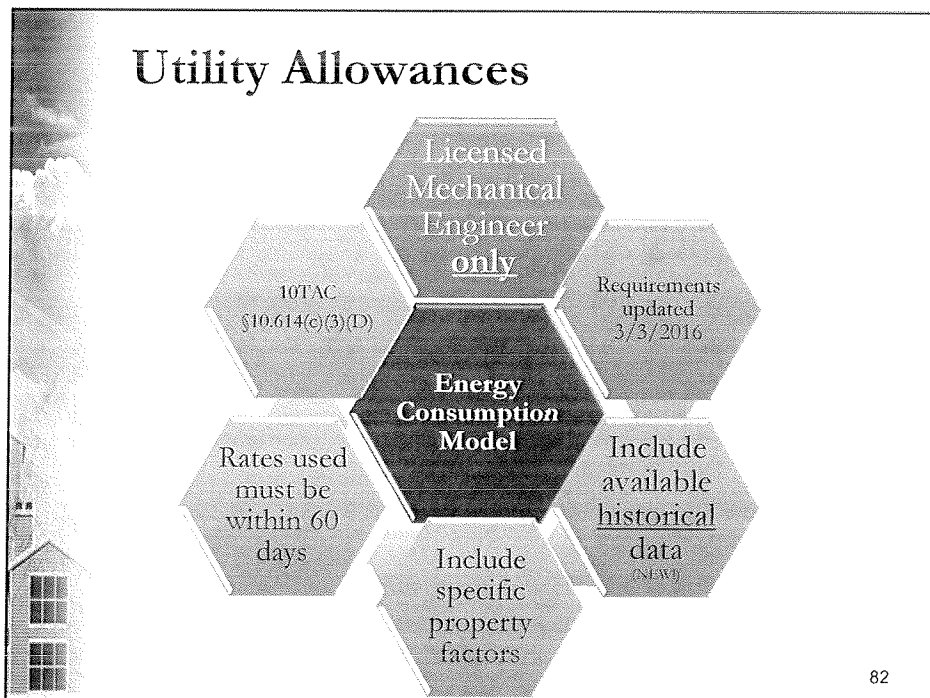 Utility Allowances
Licensed
Mechanical
Engineer
only
10TAC
§10.614(c)(3)(D)
Requirements
updated
3/3/2016
Energy
Consumption
Model
Rates used
must be
within 60
days
Include
available
historical
data
(NEW!)
Include
specific
property
factors
82